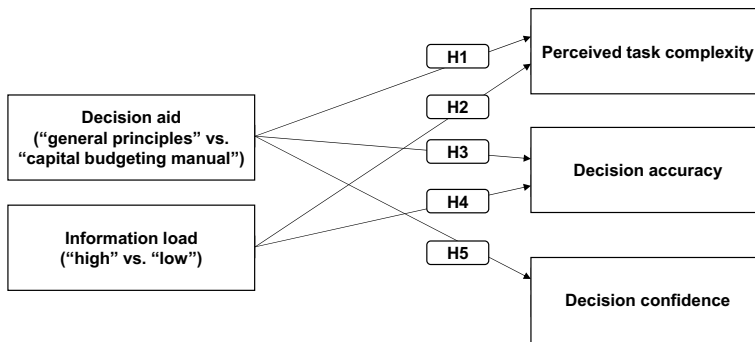 Decision aid
(“general principles” vs.
“capital budgeting manual”)
Information load
(“high” vs. “low”)
H1
H2
H3
H4
H5
Perceived task complexity
Decision accuracy
Decision confidence